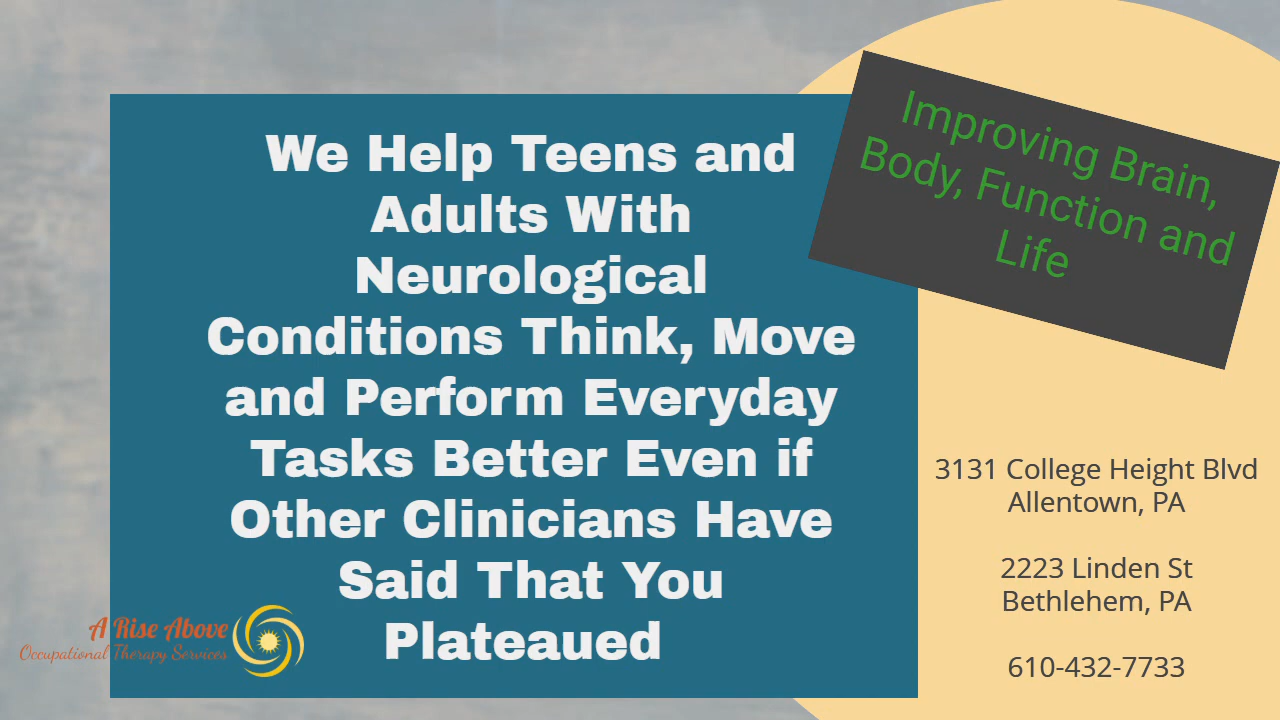 We Help Teens and
Adults With
Neurological
Conditions Think, Move
and Perform Everyday
Tasks Better Even if
Other Clinicians Have
Said That You
Plateaued
Improving Brain,
Body, Function and
Life
3131 College Height Blvd
Allentown, PA
2223 Linden St
Bethlehem, PA
610-432-7733
A Rise Above
Occupational Therapy Services